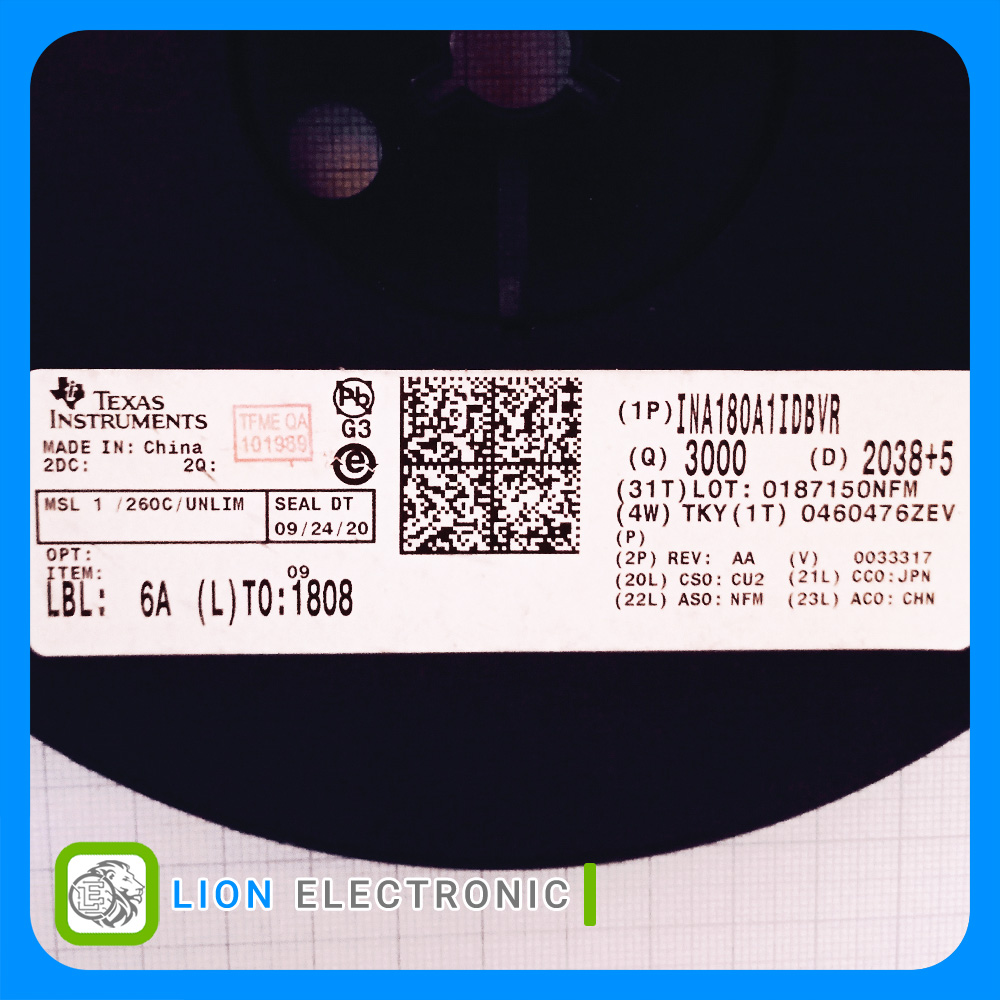 TEXAS
INSTRUMENTS
MADE IN: China
2DC: 2Q:
TFME QA
101989
Pb
G3
e
MSL 1 /260C/UNLIM
SEAL DT
09/24/20
OPT:
ITEM: 09
LBL: 6A (L)TO:1808
(1P)INA180A1IDBVR
(Q) 3000 (D) 2038+5
(31T)LOT: 0187150NFM
(4W) TKY(1T) 0460476ZEV
(P)
(2P) REV: AA (V) 0033317
(20L) CSO: CU2 (21L) CCO:JPN
(22L) ASO: NFM (23L) ACO: CHN
LION ELECTRONIC